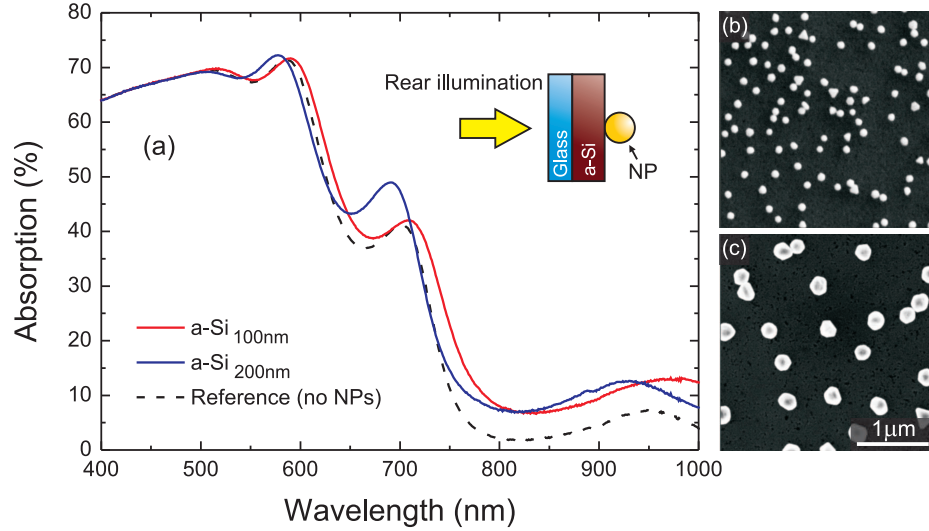 80
70
60
50
40
30
20
10
0
Absorption (%)
400
500
600
700
800
900
1000
Wavelength (nm)
(a)
Rear illumination
Glass
a-Si
NP
a-Si 100nm
a-Si 200nm
Reference (no NPs)
(b)
(c)
1μm